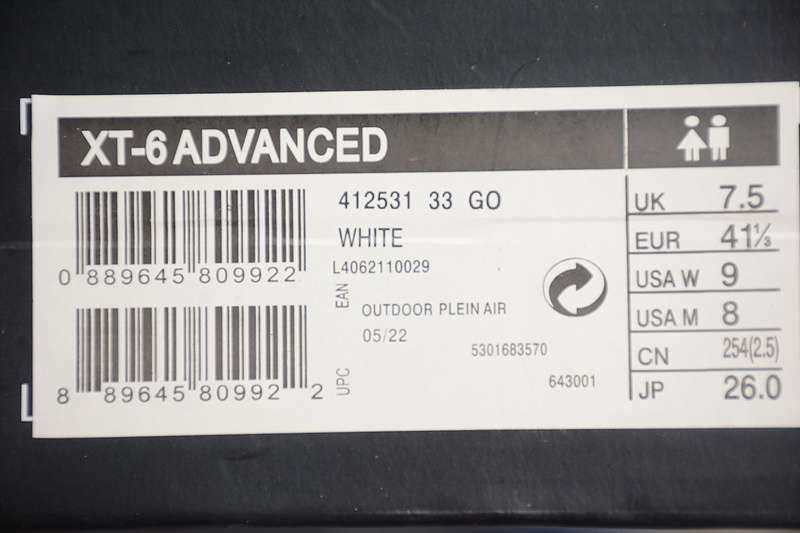 XT-6 ADVANCED
412531 33 GO
WHITE
L4062110029
0 889645 809922
EAN
OUTDOOR PLEIN AIR
05/22
5301683570
643001
8 89645 80992 2
UPC
UK 7.5
EUR 41⅓
USA W 9
USA M 8
CN 254(2.5)
JP 26.0